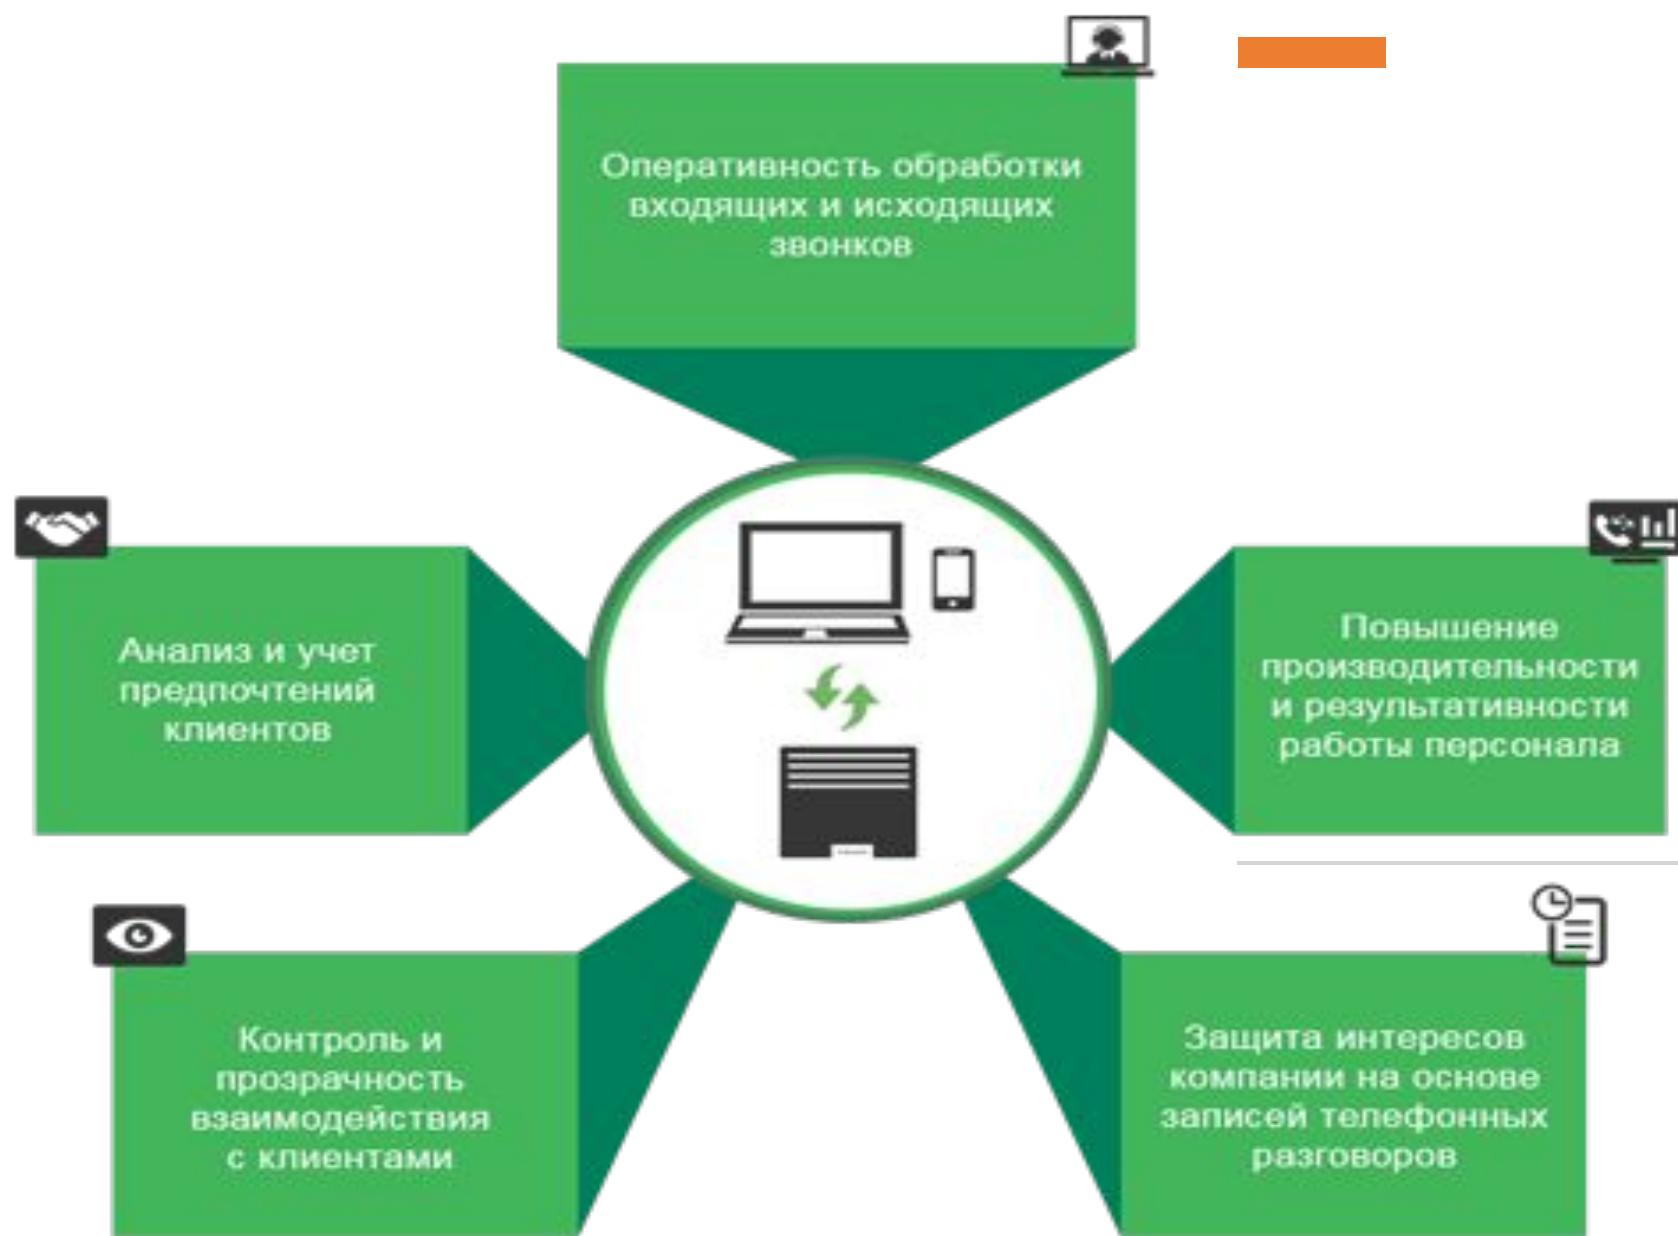 Оперативность обработки
входящих и исходящих
звонков
Анализ и учет
предпочтений
клиентов
Повышение
производительности
и результативности
работы персонала
Контроль и
прозрачность
взаимодействия
с клиентами
Защита интересов
компании на основе
записей телефонных
разговоров